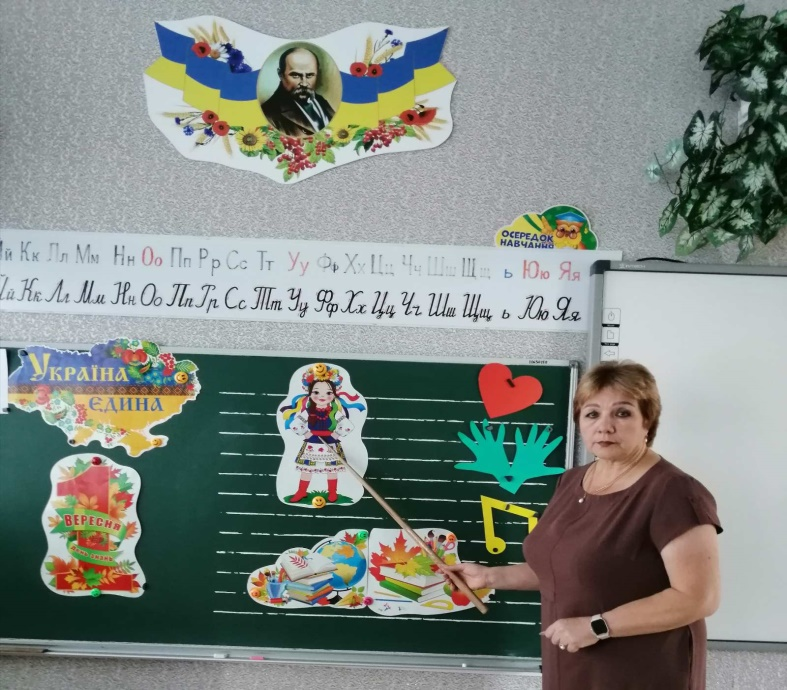 ОСЕРЕДОК
НАВЧАННЯ
Йй Кк Лл Мм Нн Оо Пп Рр Сс Тт Уу Фф Хх Цц Чч Шш Щщ ь Юю Яя
Йй Кк Лл Мм Нн Оо Пп Рр Сс Тт Уу Фф Хх Цц Чч Шш Щщ ь Юю Яя
УКРАЇНА
ЄДИНА
1
ВЕРЕСНЯ
День знань